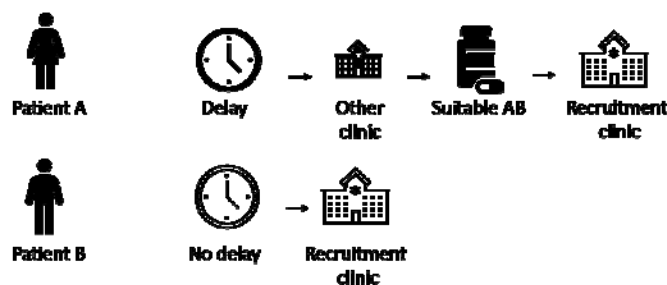 Patient A
Delay
Other
clinic
Suitable AB
Recruitment
clinic
Patient B
No delay
Recruitment
clinic